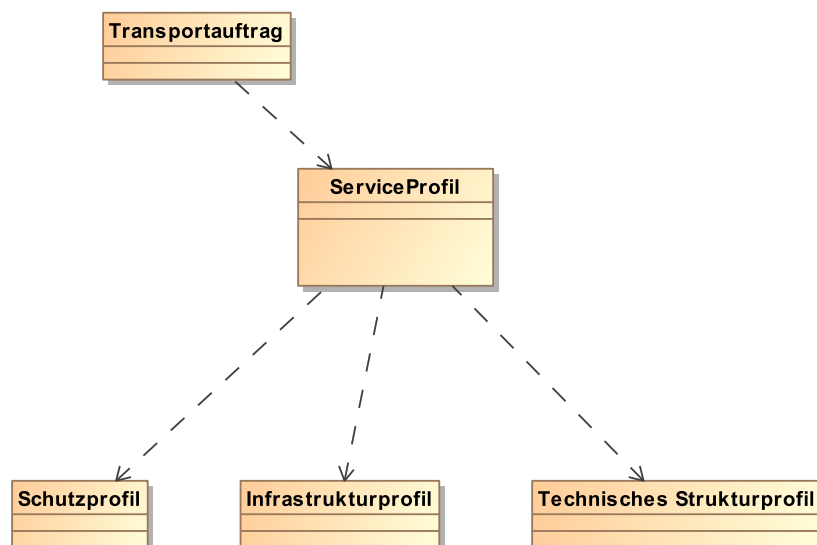 Transportauftrag
ServiceProfil
Schutzprofil
Infrastrukturprofil
Technisches Strukturprofil